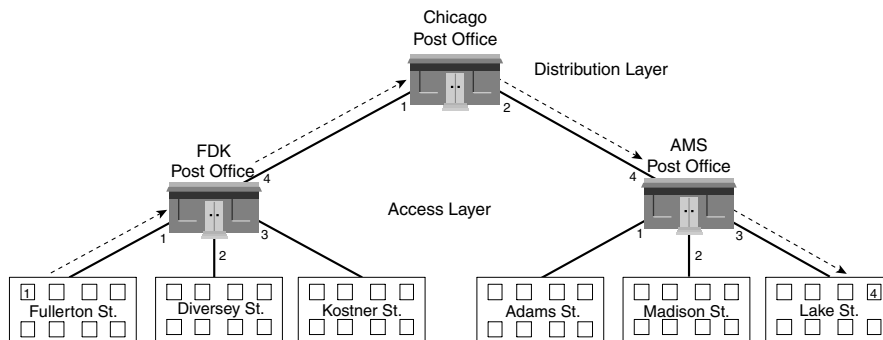 Chicago
Post Office
Distribution Layer
1
2
FDK
Post Office
4
AMS
Post Office
4
Access Layer
1
2
3
1
2
3
1
Fullerton St.
Diversey St.
Kostner St.
Adams St.
Madison St.
4
Lake St.